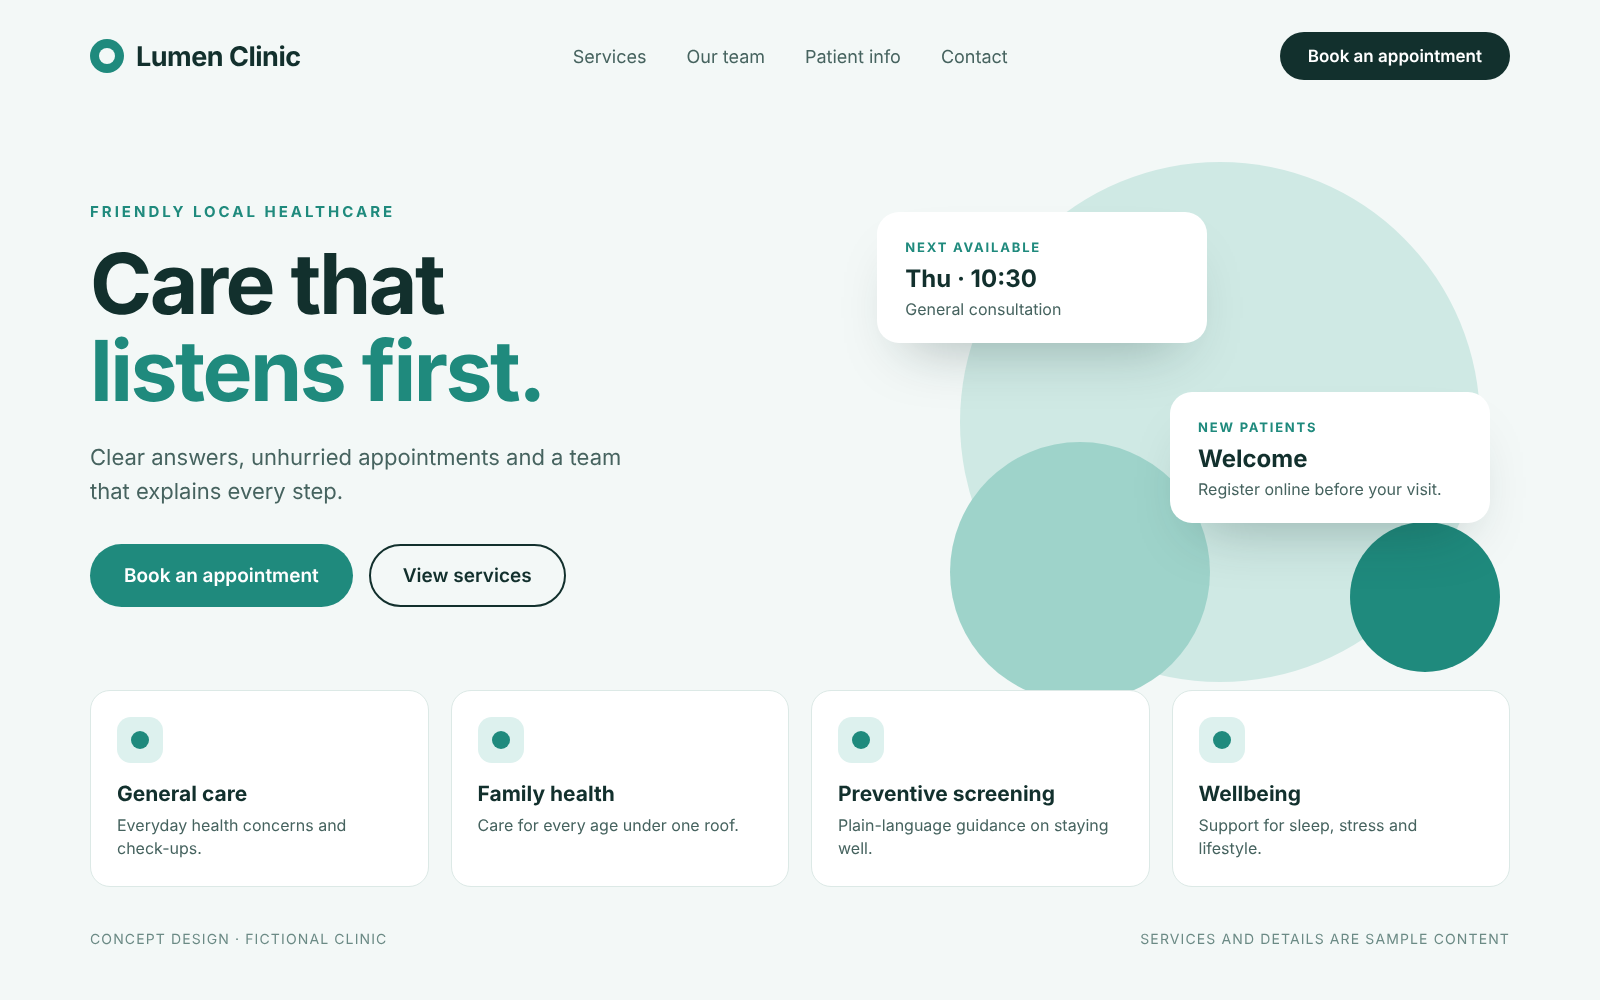 Lumen Clinic
Services
Our team
Patient info
Contact
Book an appointment
FRIENDLY LOCAL HEALTHCARE
Care that
listens first.
Clear answers, unhurried appointments and a team
that explains every step.
Book an appointment
View services
NEXT AVAILABLE
Thu · 10:30
General consultation
NEW PATIENTS
Welcome
Register online before your visit.
General care
Everyday health concerns and
check-ups.
Family health
Care for every age under one roof.
Preventive screening
Plain-language guidance on staying
well.
Wellbeing
Support for sleep, stress and
lifestyle.
CONCEPT DESIGN · FICTIONAL CLINIC
SERVICES AND DETAILS ARE SAMPLE CONTENT